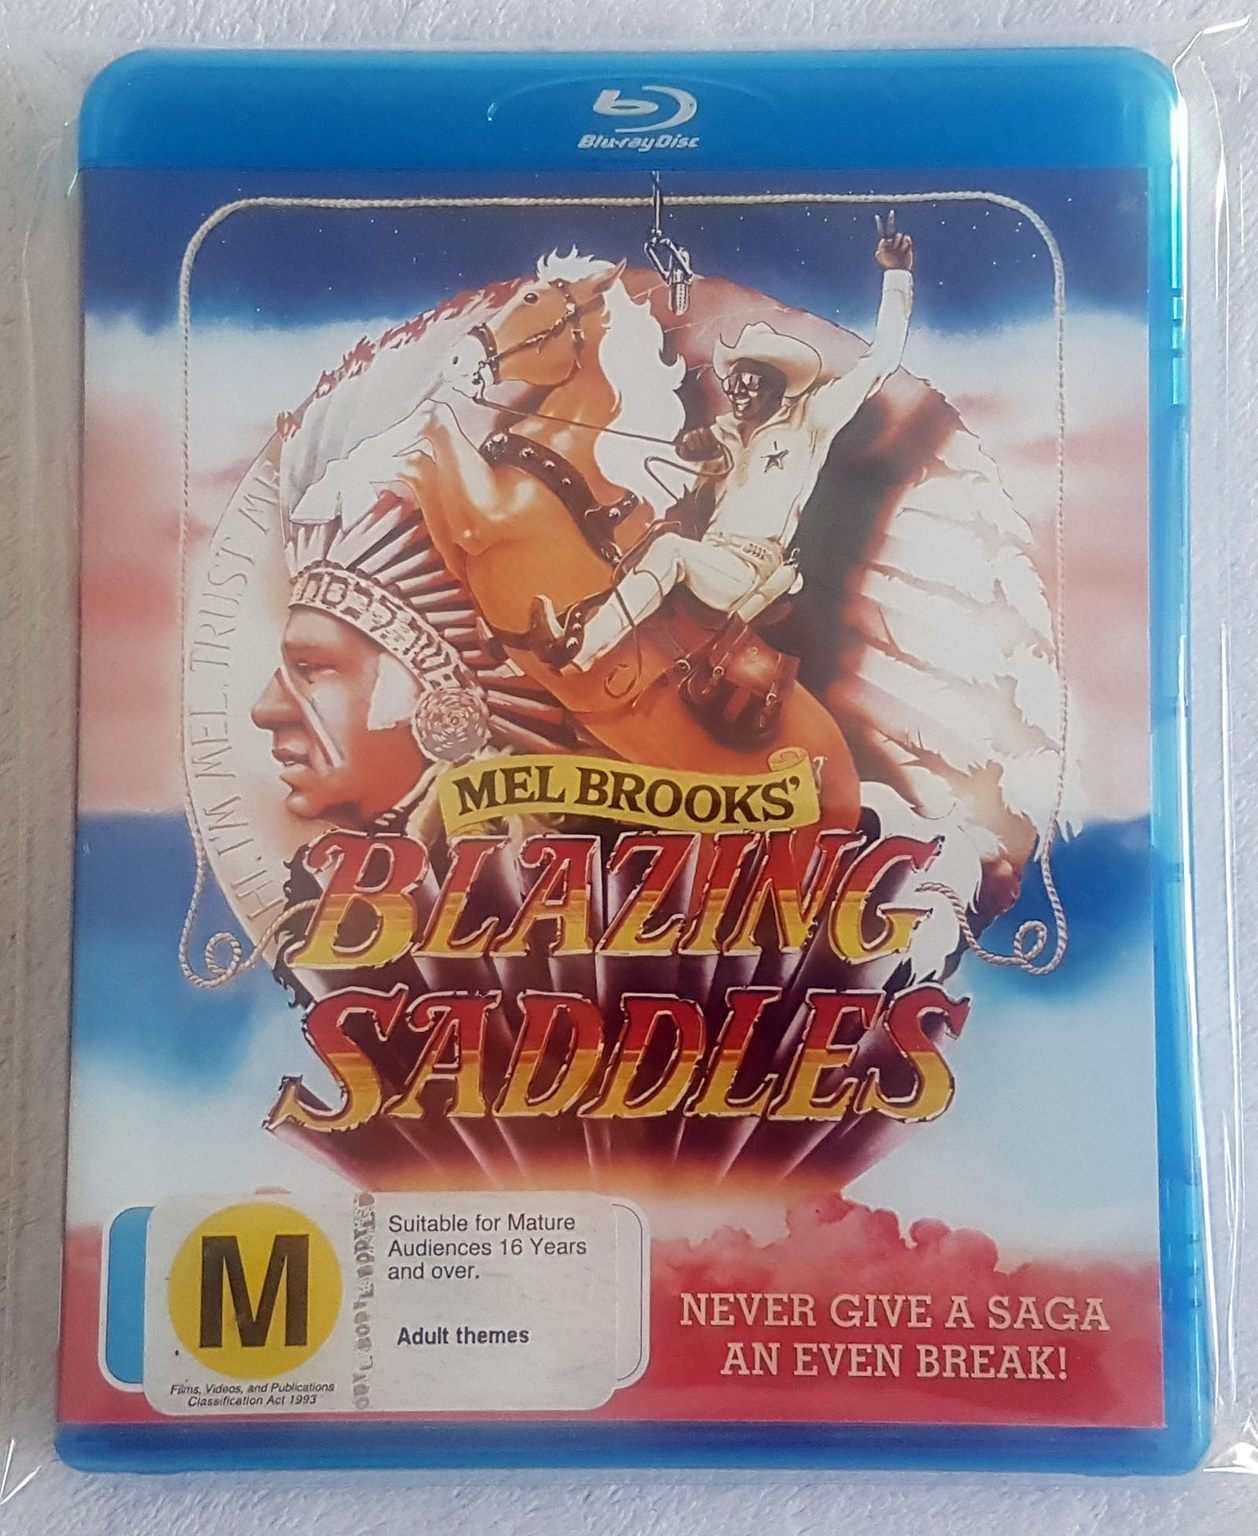 Blu-ray Disc
HI, I'M MEL, TRUST ME
MEL BROOKS'
BLAZING
SADDLES
M
Suitable for Mature
Audiences 16 Years
and over.
Adult themes
Films, Videos, and Publications
Classification Act 1993
NEVER GIVE A SAGA
AN EVEN BREAK!